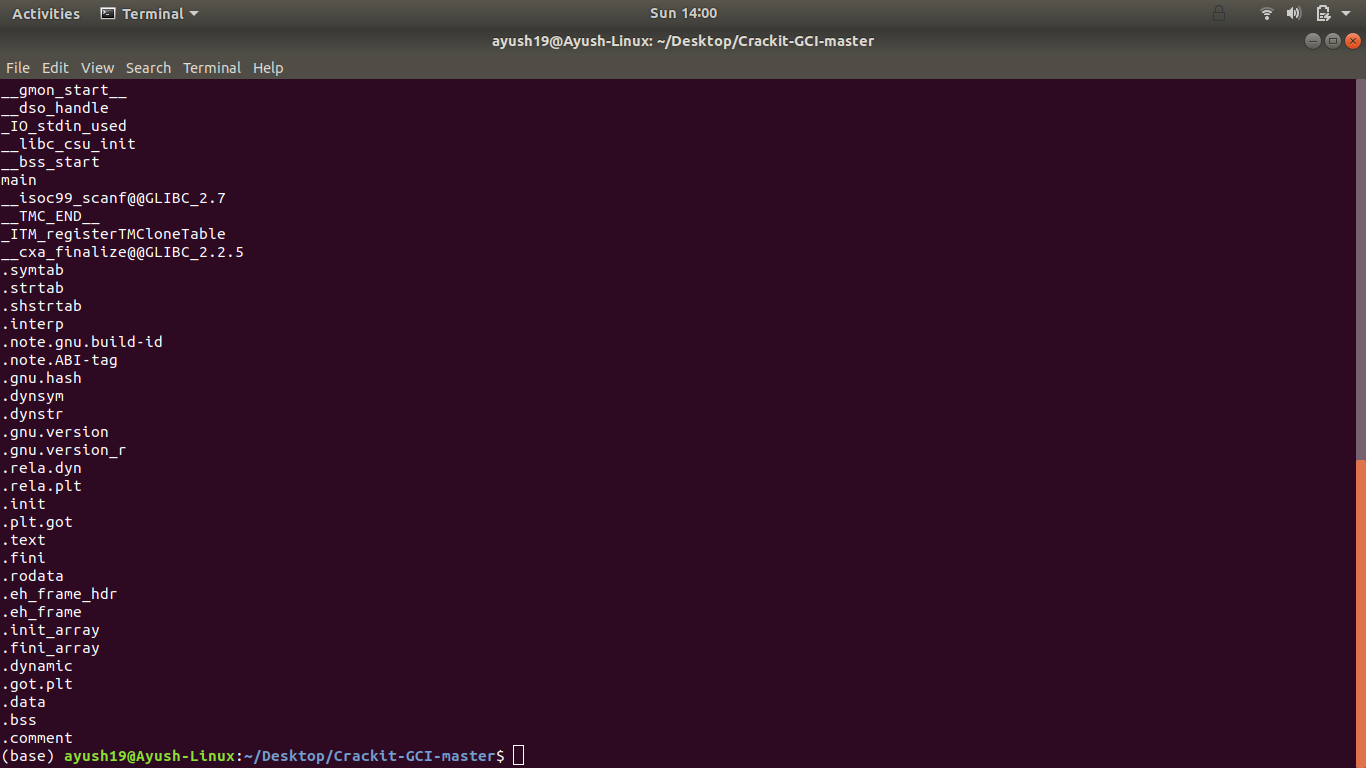 Activities Terminal Sun 14:00
ayush19@Ayush-Linux: ~/Desktop/Crackit-GCI-master
File Edit View Search Terminal Help
__gmon_start__
__dso_handle
_IO_stdin_used
__libc_csu_init
__bss_start
main
__isoc99_scanf@@GLIBC_2.7
__TMC_END__
_ITM_registerTMCloneTable
__cxa_finalize@@GLIBC_2.2.5
.symtab
.strtab
.shstrtab
.interp
.note.gnu.build-id
.note.ABI-tag
.gnu.hash
.dynsym
.dynstr
.gnu.version
.gnu.version_r
.rela.dyn
.rela.plt
.init
.plt.got
.text
.fini
.rodata
.eh_frame_hdr
.eh_frame
.init_array
.fini_array
.dynamic
.got.plt
.data
.bss
.comment
(base) ayush19@Ayush-Linux:~/Desktop/Crackit-GCI-master$